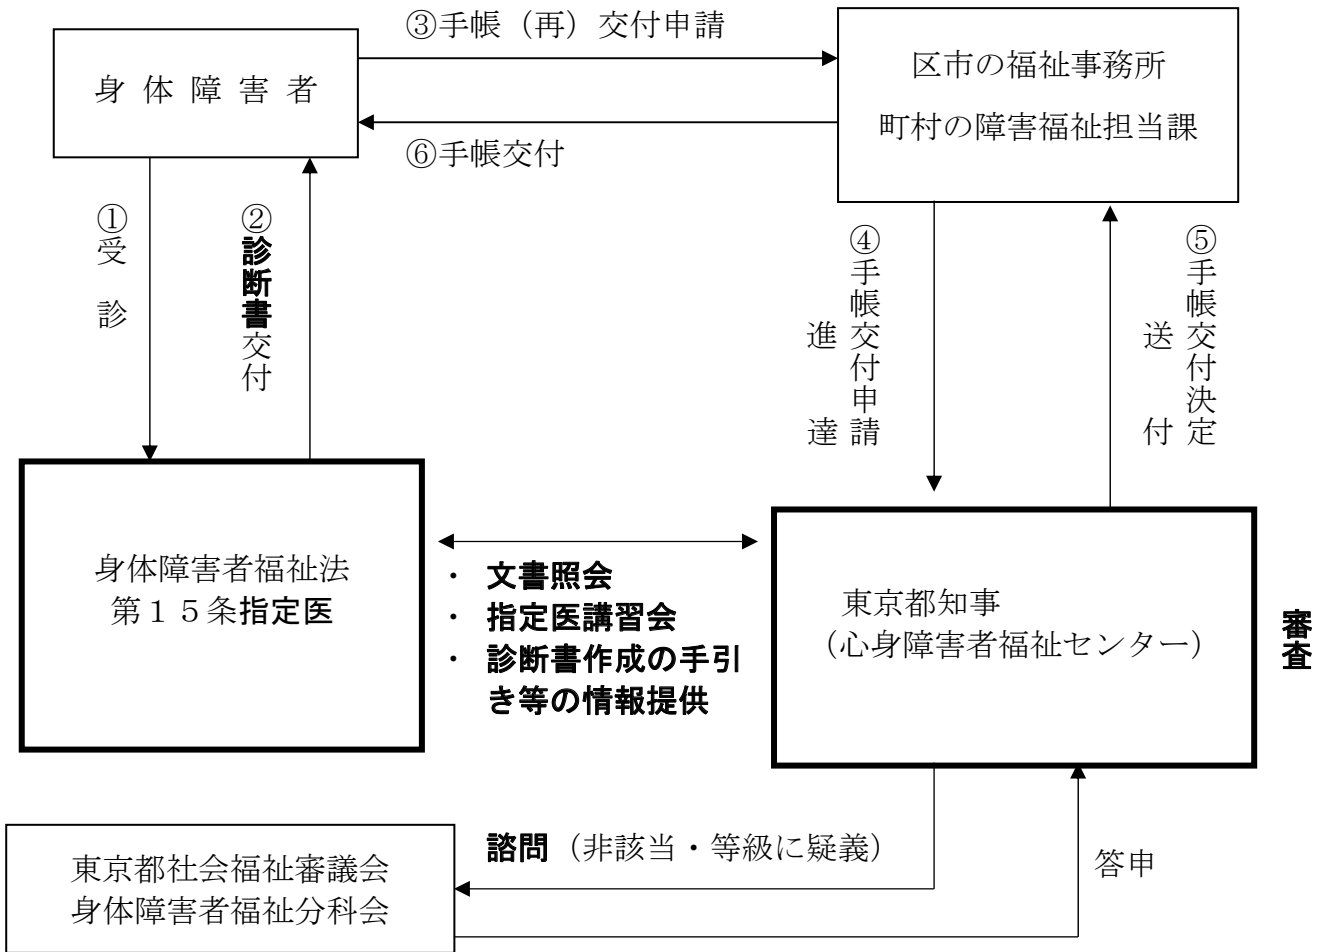 ③手帳（再）交付申請
身体障害者
区市の福祉事務所
町村の障害福祉担当課
⑥手帳交付
①受診
②診断書交付
④手帳交付申請
進達
⑤手帳交付決定
送付
身体障害者福祉法
第１５条指定医
・ 文書照会
・ 指定医講習会
・ 診断書作成の手引
き等の情報提供
東京都知事
（心身障害者福祉センター）
審査
諮問（非該当・等級に疑義）
答申
東京都社会福祉審議会
身体障害者福祉分科会